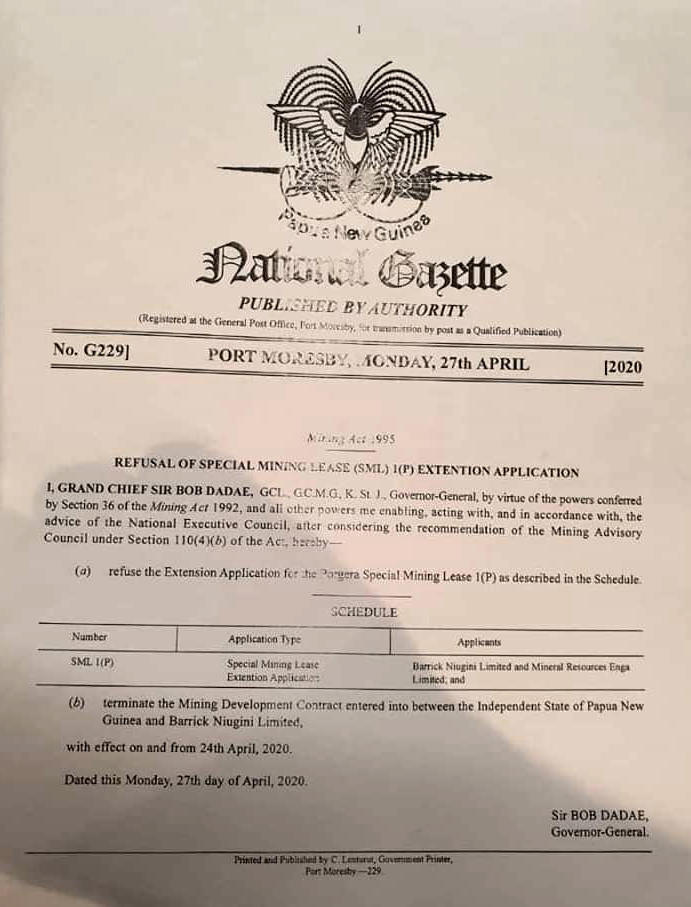 1
Papua New Guinea
National Gazette
PUBLISHED BY AUTHORITY
(Registered at the General Post Office, Port Moresby, for transmission by post as a Qualified Publication)
No. G229]
PORT MORESBY, MONDAY, 27th APRIL
[2020
Mining Act 1995
REFUSAL OF SPECIAL MINING LEASE (SML) 1(P) EXTENTION APPLICATION
I, GRAND CHIEF SIR BOB DADAE, GCL., G.C.M.G, K. St. J., Governor-General, by virtue of the powers conferred
by Section 36 of the Mining Act 1992, and all other powers me enabling, acting with, and in accordance with, the
advice of the National Executive Council, after considering the recommendation of the Mining Advisory
Council under Section 110(4)(b) of the Act, hereby—
(a) refuse the Extension Application for the Porgera Special Mining Lease 1(P) as described in the Schedule.
SCHEDULE
Number
Application Type
Applicants
SML 1(P)
Special Mining Lease
Extention Application
Barrick Niugini Limited and Mineral Resources Enga
Limited; and
(b) terminate the Mining Development Contract entered into between the Independent State of Papua New
Guinea and Barrick Niugini Limited,
with effect on and from 24th April, 2020.
Dated this Monday, 27th day of April, 2020.
Sir BOB DADAE,
Governor-General.
Printed and Published by C. Lenturut, Government Printer,
Port Moresby.—229.